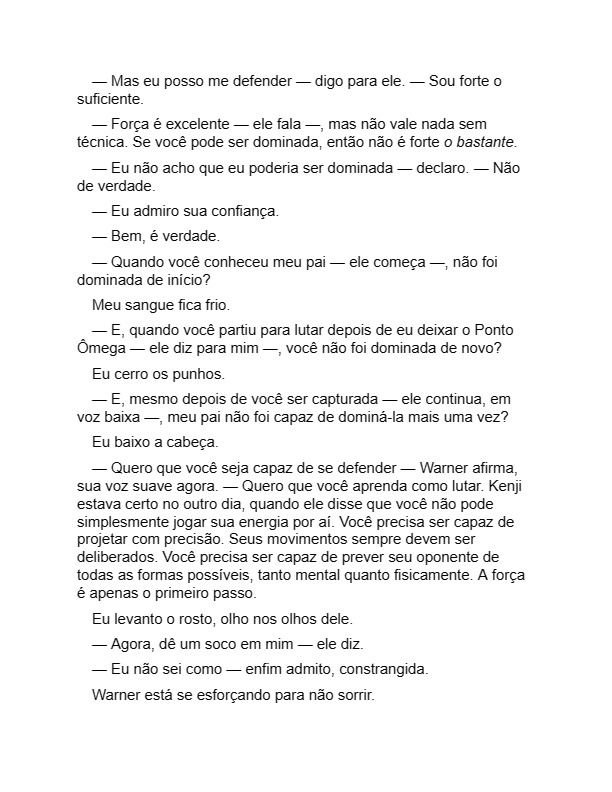 — Mas eu posso me defender — digo para ele. — Sou forte o
suficiente.
— Força é excelente — ele fala —, mas não vale nada sem
técnica. Se você pode ser dominada, então não é forte o bastante.
— Eu não acho que eu poderia ser dominada — declaro. — Não
de verdade.
— Eu admiro sua confiança.
— Bem, é verdade.
— Quando você conheceu meu pai — ele começa —, não foi
dominada de início?
Meu sangue fica frio.
— E, quando você partiu para lutar depois de eu deixar o Ponto
Ômega — ele diz para mim —, você não foi dominada de novo?
Eu cerro os punhos.
— E, mesmo depois de você ser capturada — ele continua, em
voz baixa —, meu pai não foi capaz de dominá-la mais uma vez?
Eu baixo a cabeça.
— Quero que você seja capaz de se defender — Warner afirma,
sua voz suave agora. — Quero que você aprenda como lutar. Kenji
estava certo no outro dia, quando ele disse que você não pode
simplesmente jogar sua energia por aí. Você precisa ser capaz de
projetar com precisão. Seus movimentos sempre devem ser
deliberados. Você precisa ser capaz de prever seu oponente de
todas as formas possíveis, tanto mental quanto fisicamente. A força
é apenas o primeiro passo.
Eu levanto o rosto, olho nos olhos dele.
— Agora, dê um soco em mim — ele diz.
— Eu não sei como — enfim admito, constrangida.
Warner está se esforçando para não sorrir.